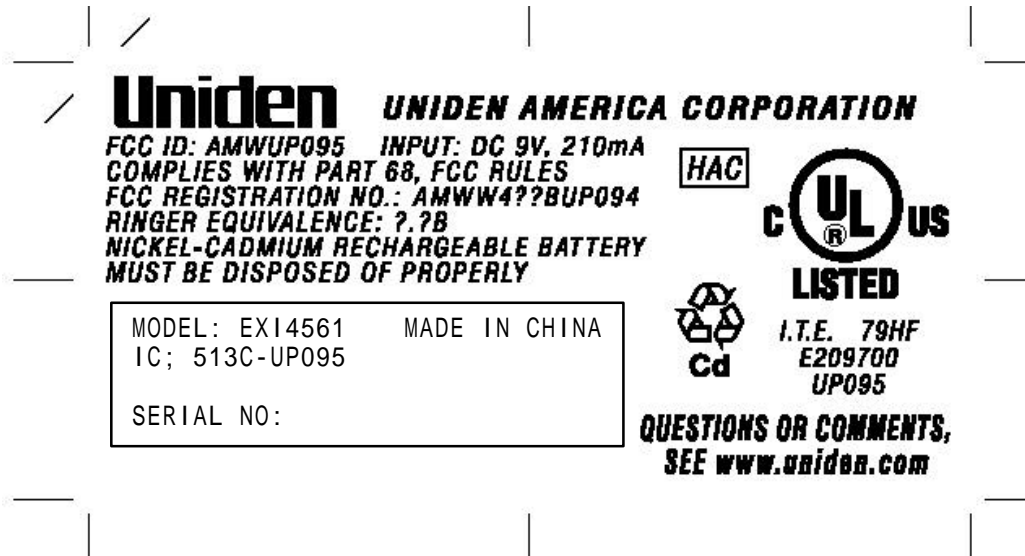 Uniden UNIDEN AMERICA CORPORATION
FCC ID: AMWUP095 INPUT: DC 9V, 210mA
COMPLIES WITH PART 68, FCC RULES
FCC REGISTRATION NO.: AMWW4??BUP094
RINGER EQUIVALENCE: ?.?B
NICKEL-CADMIUM RECHARGEABLE BATTERY
MUST BE DISPOSED OF PROPERLY
HAC
C UL® US
LISTED
I.T.E. 79HF
E209700
UP095
Cd
MODEL: EXI4561 MADE IN CHINA
IC; 513C-UP095
SERIAL NO:
QUESTIONS OR COMMENTS,
SEE www.uniden.com